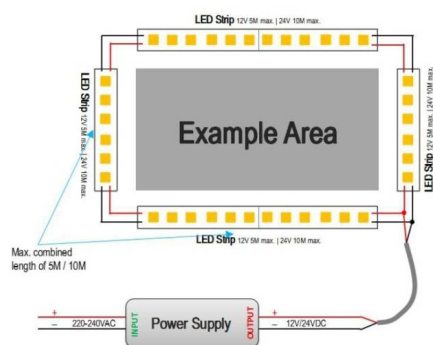 LED Strip 12V 5M max. | 24V 10M max.
LED Strip 12V 5M max. | 24V 10M max.
Example Area
LED Strip 12V 5M max. | 24V 10M max.
LED Strip 12V 5M max. | 24V 10M max.
Max. combined
length of 5M / 10M
+
220-240VAC
–
INPUT
Power Supply
OUTPUT
+
12V/24VDC
–